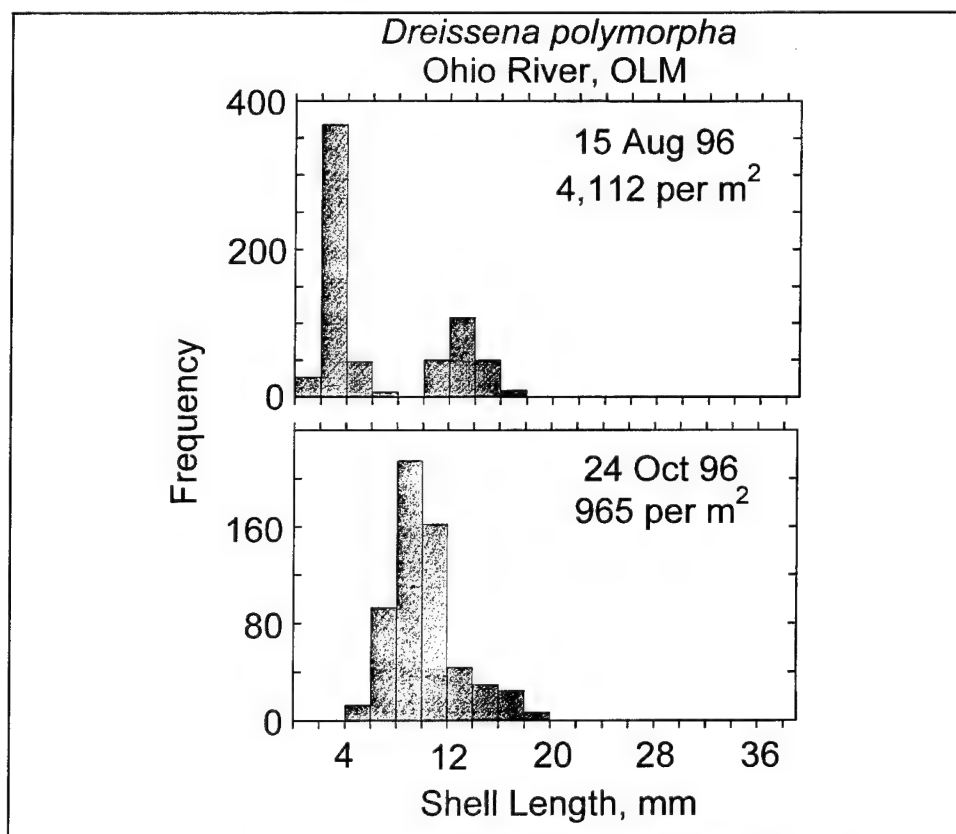 Dreissena polymorpha
Ohio River, OLM
400
200
0
15 Aug 96
4,112 per m²
Frequency
160
80
0
24 Oct 96
965 per m²
4 12 20 28 36
Shell Length, mm